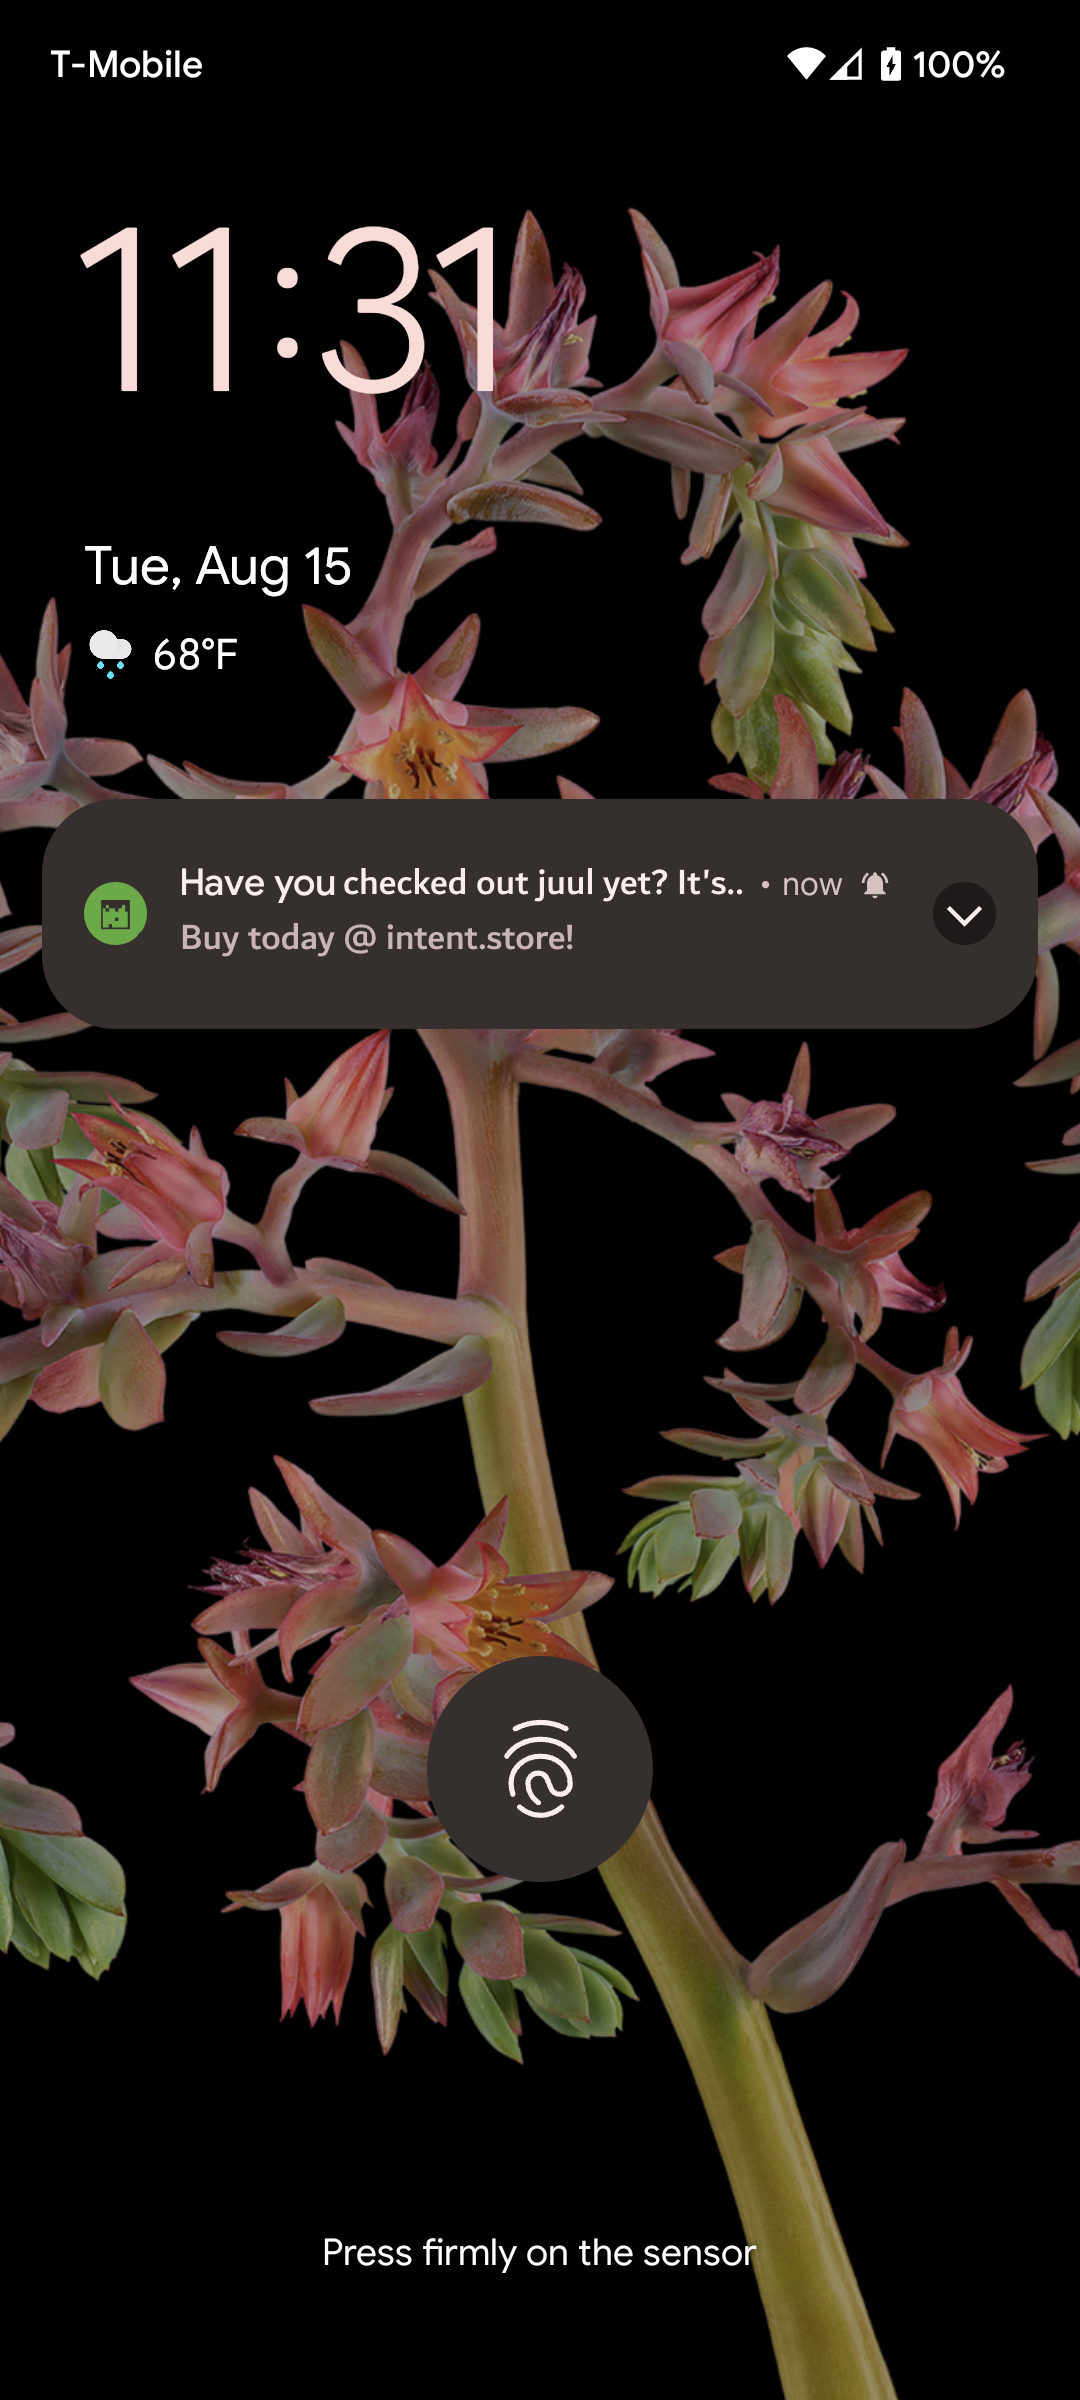 T-Mobile 100%
11:31
Tue, Aug 15
68°F
Have you checked out juul yet? It's.. • now
Buy today @ intent.store!
Press firmly on the sensor